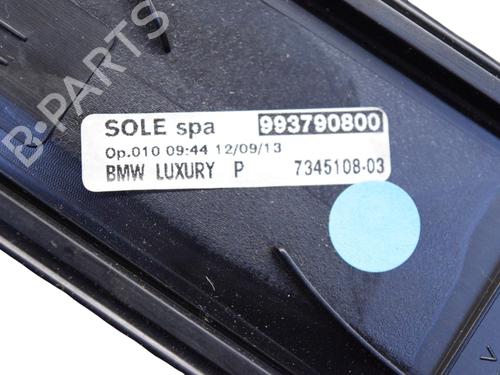 B-PARTS
SOLE spa 993790800
Op.010 09:44 12/09/13
BMW LUXURY P 7345108-03